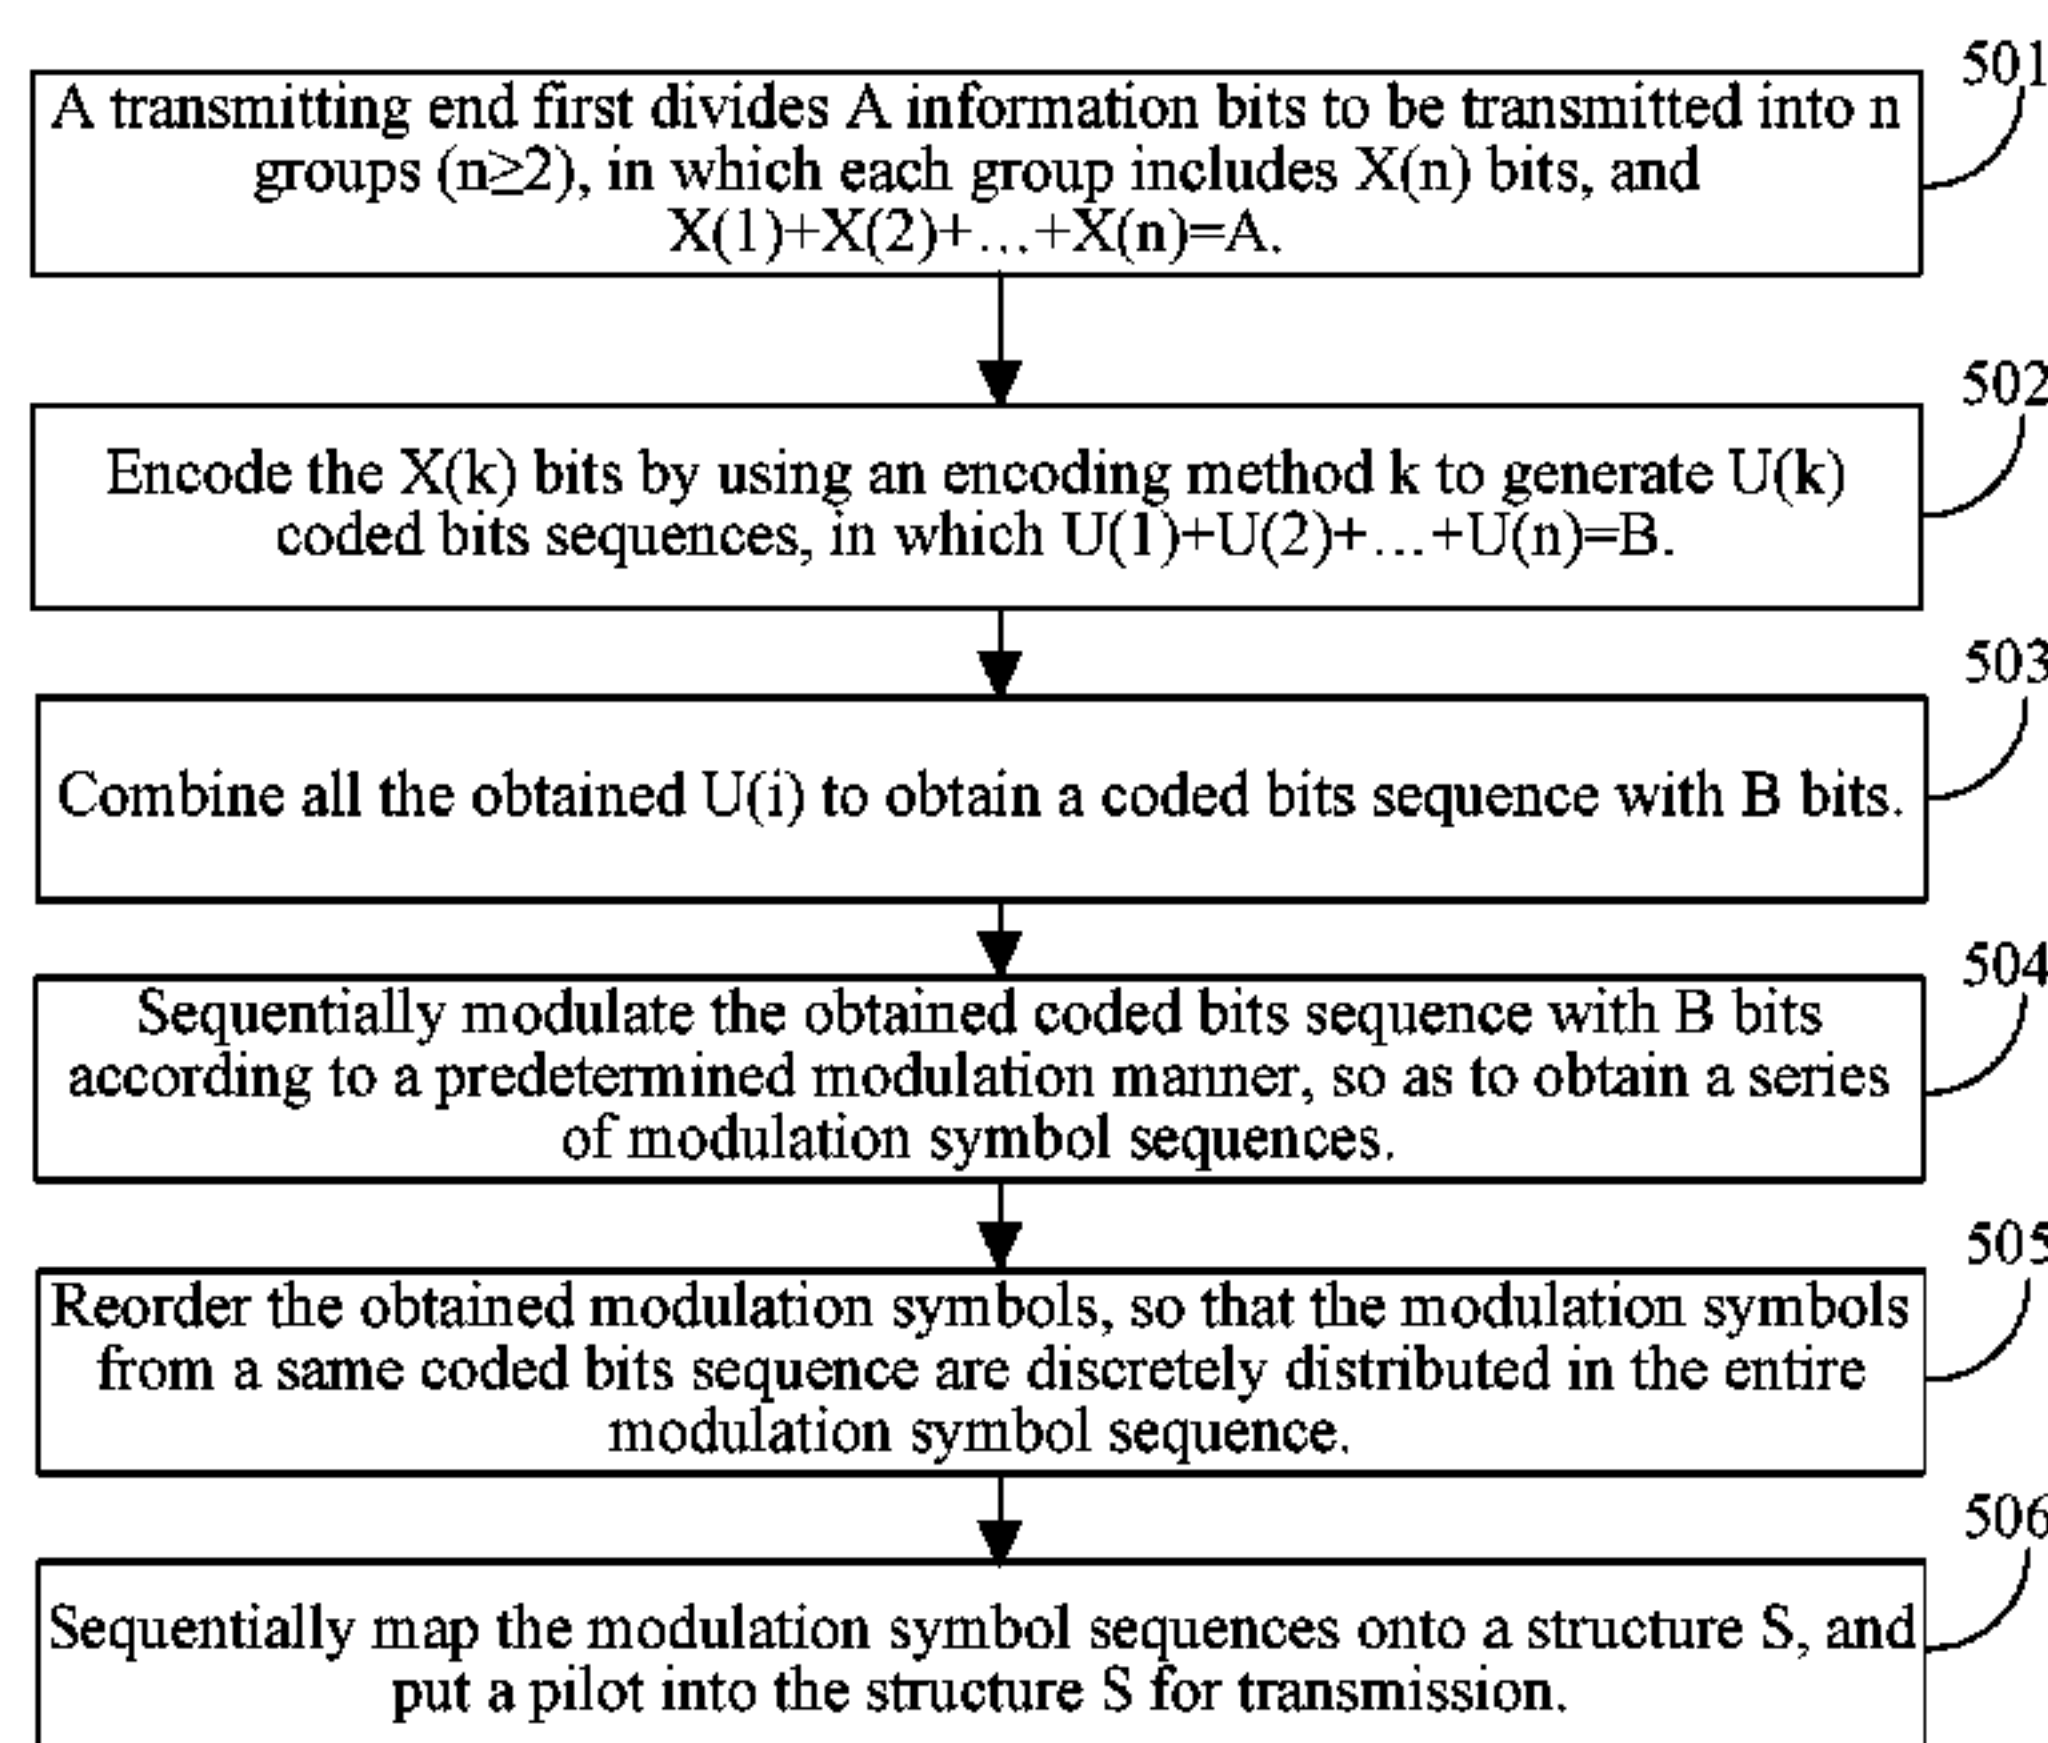 501
A transmitting end first divides A information bits to be transmitted into n
groups (n≥2), in which each group includes X(n) bits, and
X(1)+X(2)+…+X(n)=A.
502
Encode the X(k) bits by using an encoding method k to generate U(k)
coded bits sequences, in which U(1)+U(2)+…+U(n)=B.
503
Combine all the obtained U(i) to obtain a coded bits sequence with B bits.
504
Sequentially modulate the obtained coded bits sequence with B bits
according to a predetermined modulation manner, so as to obtain a series
of modulation symbol sequences.
505
Reorder the obtained modulation symbols, so that the modulation symbols
from a same coded bits sequence are discretely distributed in the entire
modulation symbol sequence.
506
Sequentially map the modulation symbol sequences onto a structure S, and
put a pilot into the structure S for transmission.